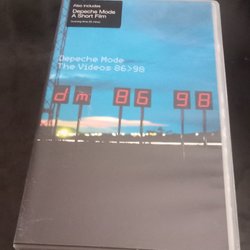 Also includes
Depeche Mode
A Short Film
Depeche Mode
The Videos 86>98
dm 86 98